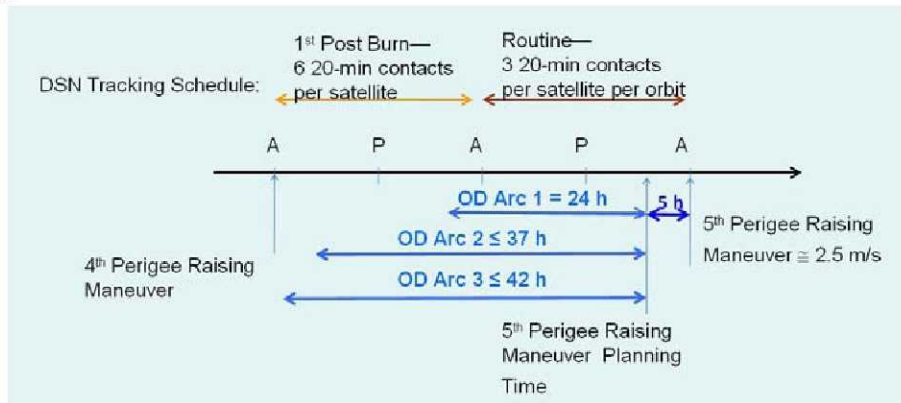 1st Post Burn—
6 20-min contacts
per satellite
Routine—
3 20-min contacts
per satellite per orbit
DSN Tracking Schedule:
A P A P A
OD Arc 1 = 24 h
5 h
OD Arc 2 ≤ 37 h
OD Arc 3 ≤ 42 h
4th Perigee Raising
Maneuver
5th Perigee Raising
Maneuver ≅ 2.5 m/s
5th Perigee Raising
Maneuver Planning
Time